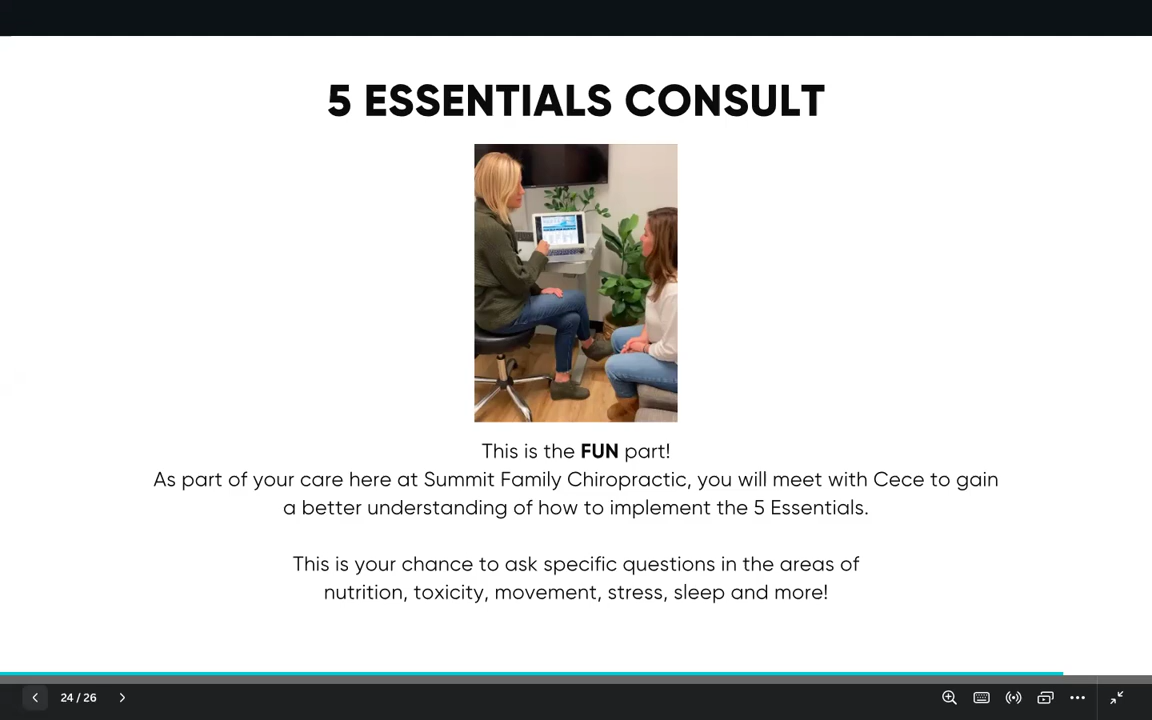 5 ESSENTIALS CONSULT
This is the FUN part!
As part of your care here at Summit Family Chiropractic, you will meet with Cece to gain
a better understanding of how to implement the 5 Essentials.
This is your chance to ask specific questions in the areas of
nutrition, toxicity, movement, stress, sleep and more!
24 / 26